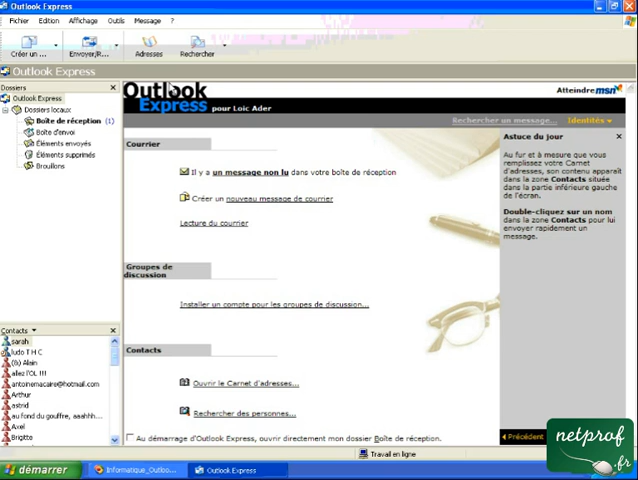 Outlook Express
Fichier Edition Affichage Outils Message ?
Créer un ... Envoyer/R... Adresses Rechercher
Outlook Express
Dossiers
Outlook Express
Dossiers locaux
Boîte de réception (1)
Boîte d'envoi
Éléments envoyés
Éléments supprimés
Brouillons
Contacts
sarah
ludo T H C
(b) Alain
allez l'OL !!!
antoinemacaire@hotmail.com
Arthur
astrid
au fond du gouffre, aaahhh...
Axel
Brigitte
Outlook Express pour Loic Ader
Atteindre msn
Rechercher un message... Identités
Courrier
Il y a un message non lu dans votre boîte de réception
Créer un nouveau message de courrier
Lecture du courrier
Groupes de
discussion
Installer un compte pour les groupes de discussion...
Contacts
Ouvrir le Carnet d'adresses...
Rechercher des personnes...
Au démarrage d'Outlook Express, ouvrir directement mon dossier Boîte de réception.
Astuce du jour
Au fur et à mesure que vous
remplissez votre Carnet
d'adresses, son contenu apparaît
dans la zone Contacts située
dans la partie inférieure gauche
de l'écran.
Double-cliquez sur un nom
dans la zone Contacts pour lui
envoyer rapidement un
message.
Précédent
Travail en ligne
démarrer Informatique_Outloo... Outlook Express
netprof
.fr